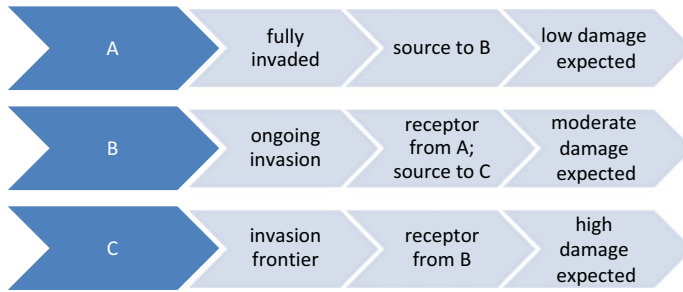 A
fully
invaded
source to B
low damage
expected
B
ongoing
invasion
receptor
from A;
source to C
moderate
damage
expected
C
invasion
frontier
receptor
from B
high
damage
expected